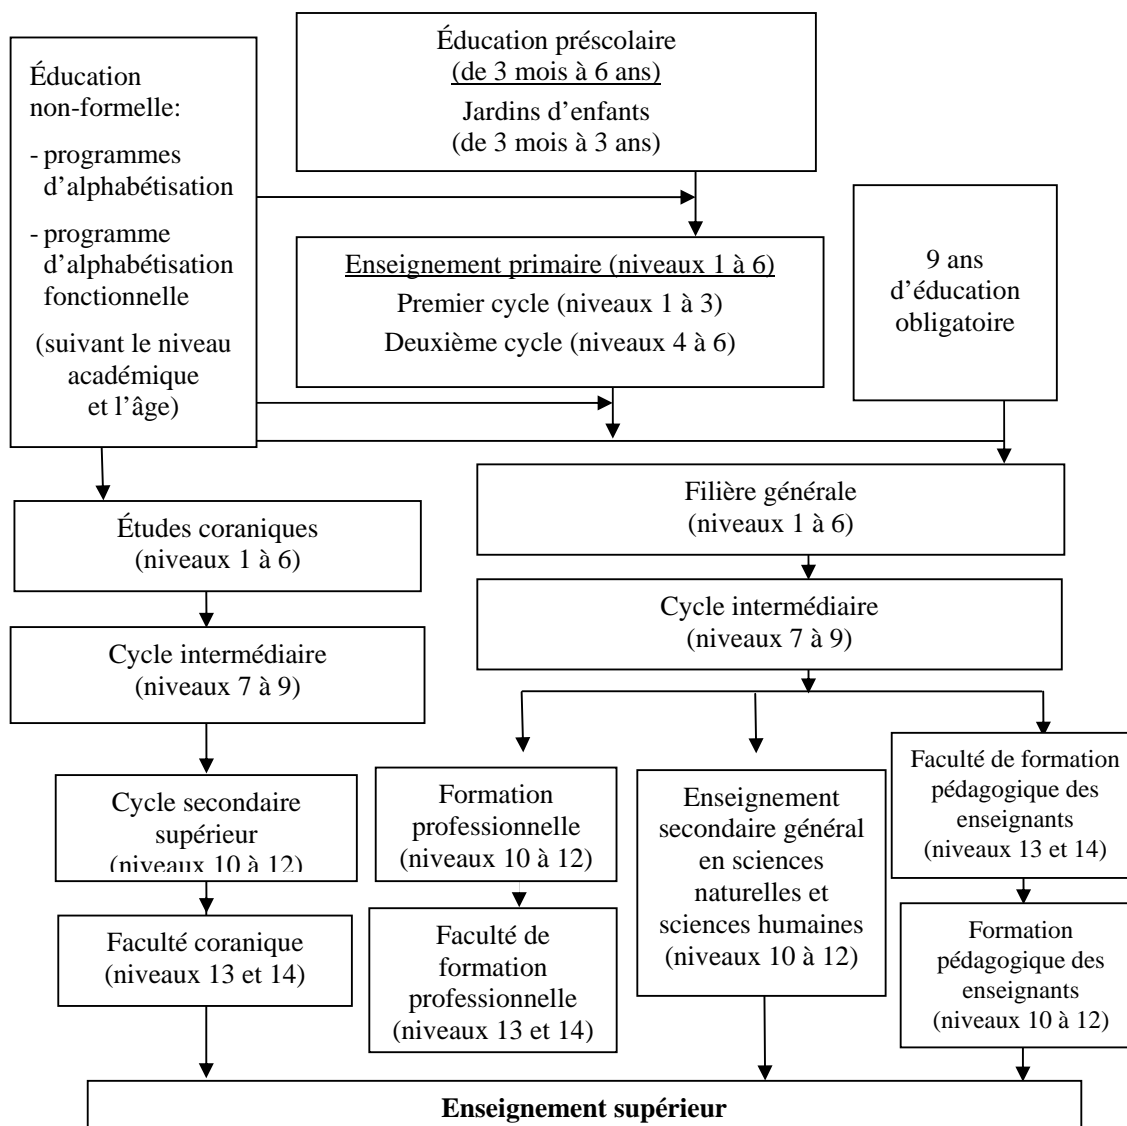 Éducation préscolaire
(de 3 mois à 6 ans)
Jardins d’enfants
(de 3 mois à 3 ans)
Éducation
non-formelle:
- programmes
d’alphabétisation
- programme
d’alphabétisation
fonctionnelle
(suivant le niveau
académique
et l’âge)
Enseignement primaire (niveaux 1 à 6)
Premier cycle (niveaux 1 à 3)
Deuxième cycle (niveaux 4 à 6)
9 ans
d’éducation
obligatoire
Filière générale
(niveaux 1 à 6)
Études coraniques
(niveaux 1 à 6)
Cycle intermédiaire
(niveaux 7 à 9)
Cycle intermédiaire
(niveaux 7 à 9)
Cycle secondaire
supérieur
(niveaux 10 à 12)
Formation
professionnelle
(niveaux 10 à 12)
Enseignement
secondaire général
en sciences
naturelles et
sciences humaines
(niveaux 10 à 12)
Faculté de formation
pédagogique des
enseignants
(niveaux 13 et 14)
Faculté coranique
(niveaux 13 et 14)
Faculté de
formation
professionnelle
(niveaux 13 et 14)
Formation
pédagogique des
enseignants
(niveaux 10 à 12)
Enseignement supérieur